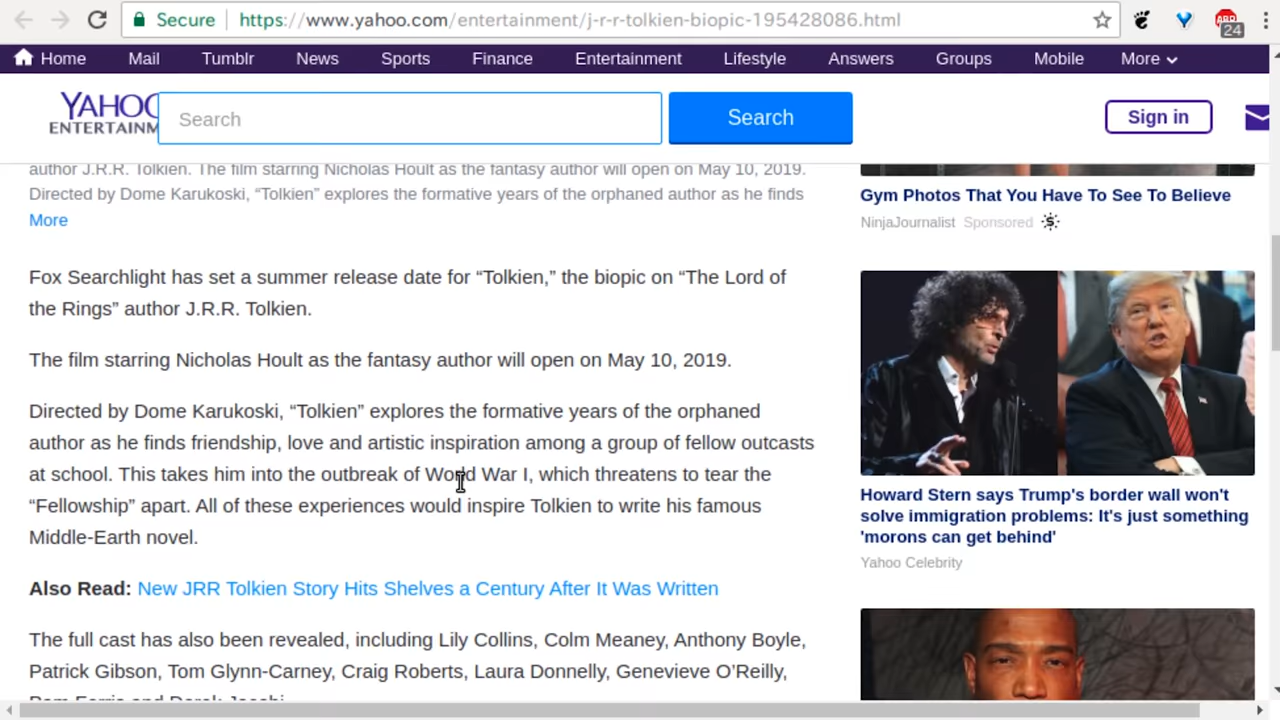 Secure https://www.yahoo.com/entertainment/j-r-r-tolkien-biopic-195428086.html
24
Home Mail Tumblr News Sports Finance Entertainment Lifestyle Answers Groups Mobile More
YAHOO
ENTERTAINM
Search
Search
Sign in
author J.R.R. Tolkien. The film starring Nicholas Hoult as the fantasy author will open on May 10, 2019.
Directed by Dome Karukoski, “Tolkien” explores the formative years of the orphaned author as he finds
More
Fox Searchlight has set a summer release date for “Tolkien,” the biopic on “The Lord of
the Rings” author J.R.R. Tolkien.
The film starring Nicholas Hoult as the fantasy author will open on May 10, 2019.
Directed by Dome Karukoski, “Tolkien” explores the formative years of the orphaned
author as he finds friendship, love and artistic inspiration among a group of fellow outcasts
at school. This takes him into the outbreak of World War I, which threatens to tear the
“Fellowship” apart. All of these experiences would inspire Tolkien to write his famous
Middle-Earth novel.
Also Read: New JRR Tolkien Story Hits Shelves a Century After It Was Written
The full cast has also been revealed, including Lily Collins, Colm Meaney, Anthony Boyle,
Patrick Gibson, Tom Glynn-Carney, Craig Roberts, Laura Donnelly, Genevieve O’Reilly,
Pam Ferris and Derek Jacobi.
Gym Photos That You Have To See To Believe
NinjaJournalist Sponsored
Howard Stern says Trump's border wall won't
solve immigration problems: It's just something
'morons can get behind'
Yahoo Celebrity